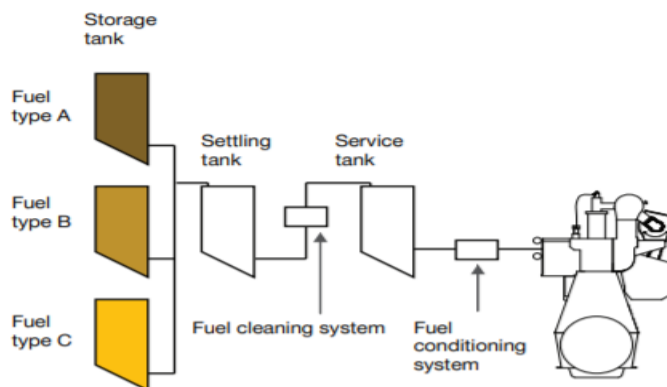 Storage
tank
Fuel
type A
Settling
tank
Service
tank
Fuel
type B
Fuel
type C
Fuel cleaning system
Fuel
conditioning
system